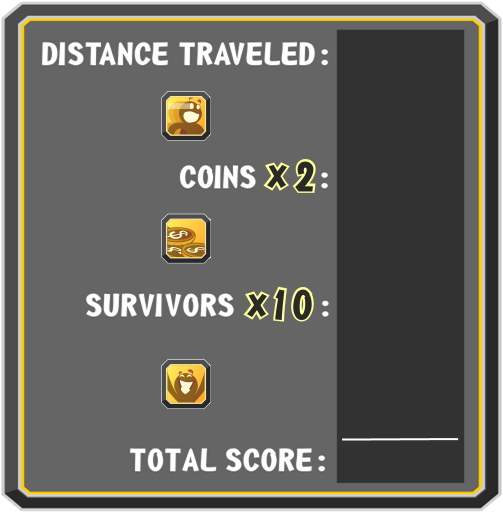 DISTANCE TRAVELED:
COINS x2:
SURVIVORS x10:
TOTAL SCORE: